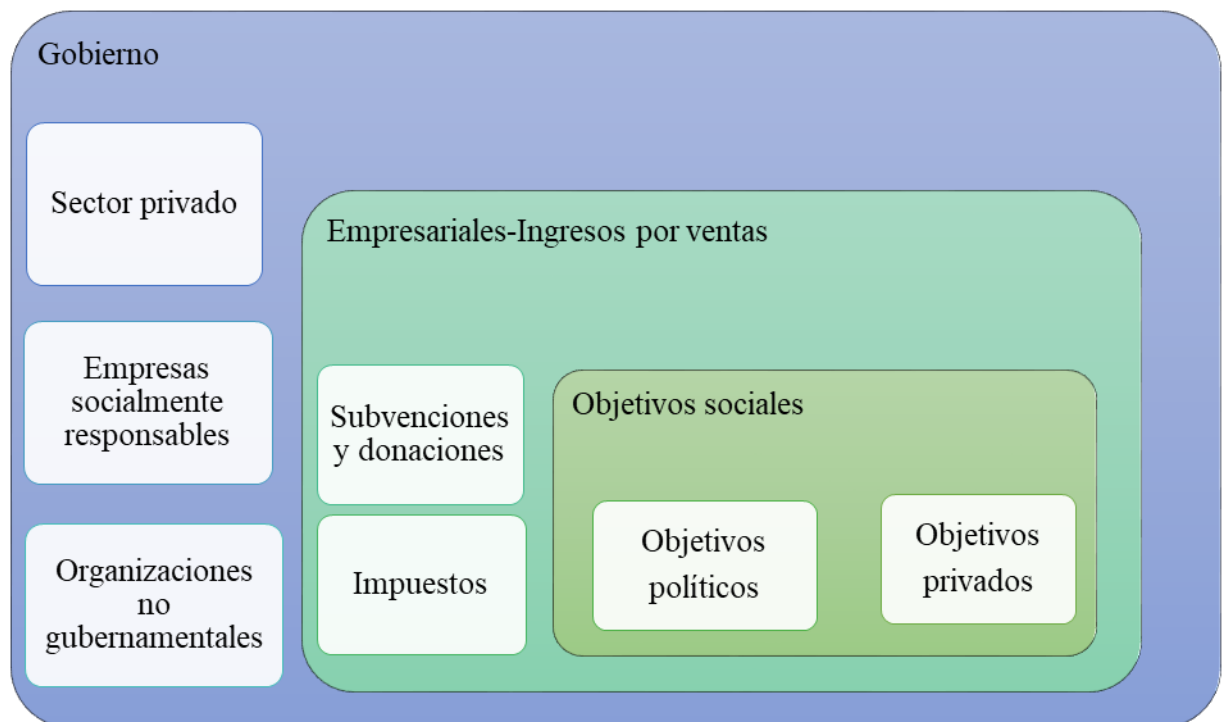 Gobierno
Sector privado
Empresas
socialmente
responsables
Organizaciones
no
gubernamentales
Empresariales-Ingresos por ventas
Subvenciones
y donaciones
Impuestos
Objetivos sociales
Objetivos
políticos
Objetivos
privados